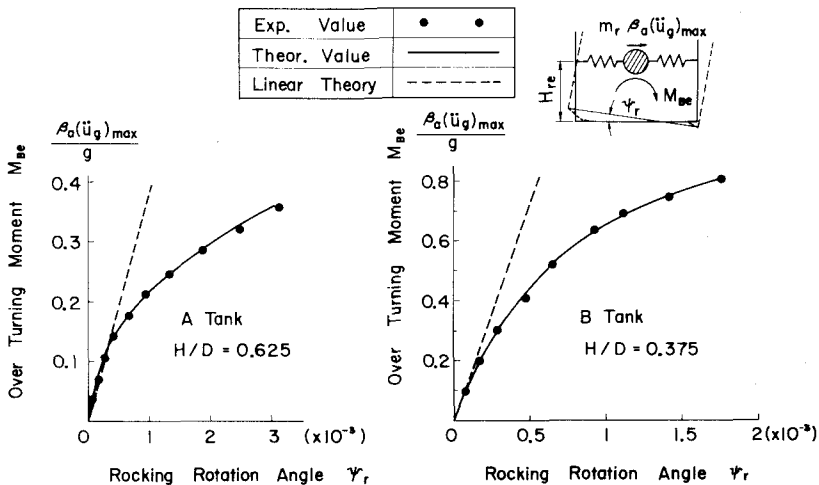 Exp. Value
Theor. Value
Linear Theory
m_r β_a(ü_g)_max
H_re
ψ_r
M_Be
β_a(ü_g)_max
g
0.4
0.3
0.2
0.1
0
1
2
3
(x10⁻³)
Over Turning Moment M_Be
A Tank
H/D = 0.625
Rocking Rotation Angle ψ_r
β_a(ü_g)_max
g
0.8
0.6
0.4
0.2
0
0.5
1
1.5
2 (x10⁻³)
Over Turning Moment M_Be
B Tank
H/D = 0.375
Rocking Rotation Angle ψ_r